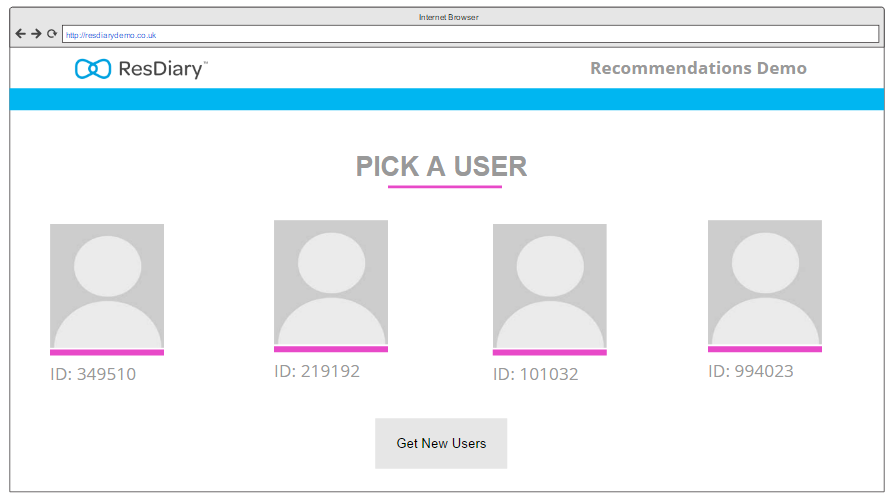 Internet Browser
http://resdiarydemo.co.uk
ResDiary™
Recommendations Demo
PICK A USER
ID: 349510
ID: 219192
ID: 101032
ID: 994023
Get New Users